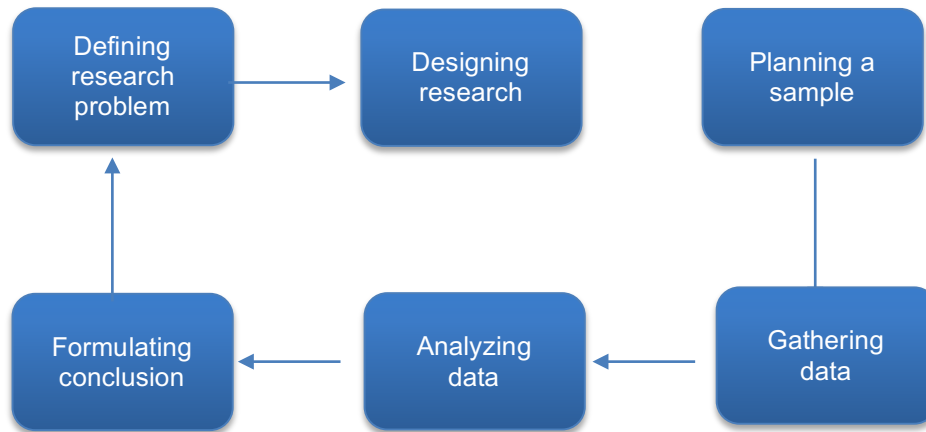 Defining
research
problem
Designing
research
Planning a
sample
Formulating
conclusion
Analyzing
data
Gathering
data